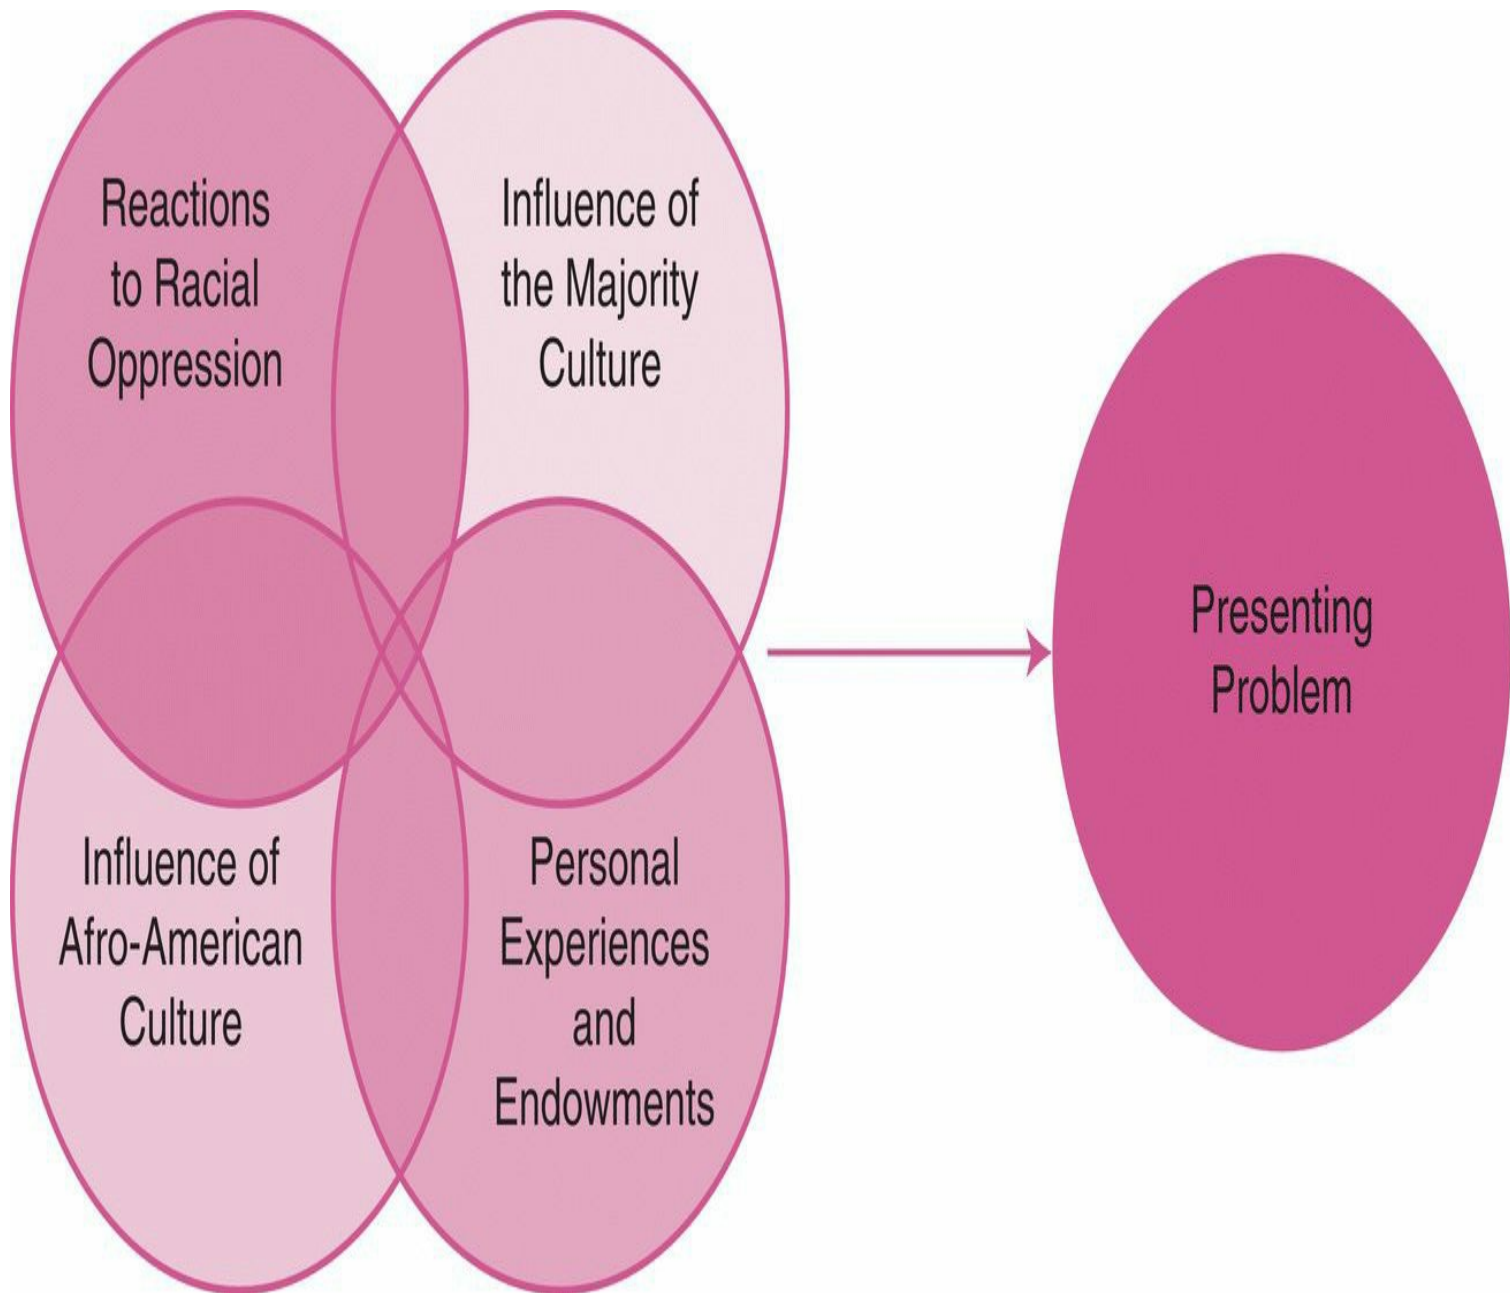 Reactions
to Racial
Oppression
Influence of
the Majority
Culture
Influence of
Afro-American
Culture
Personal
Experiences
and
Endowments
Presenting
Problem